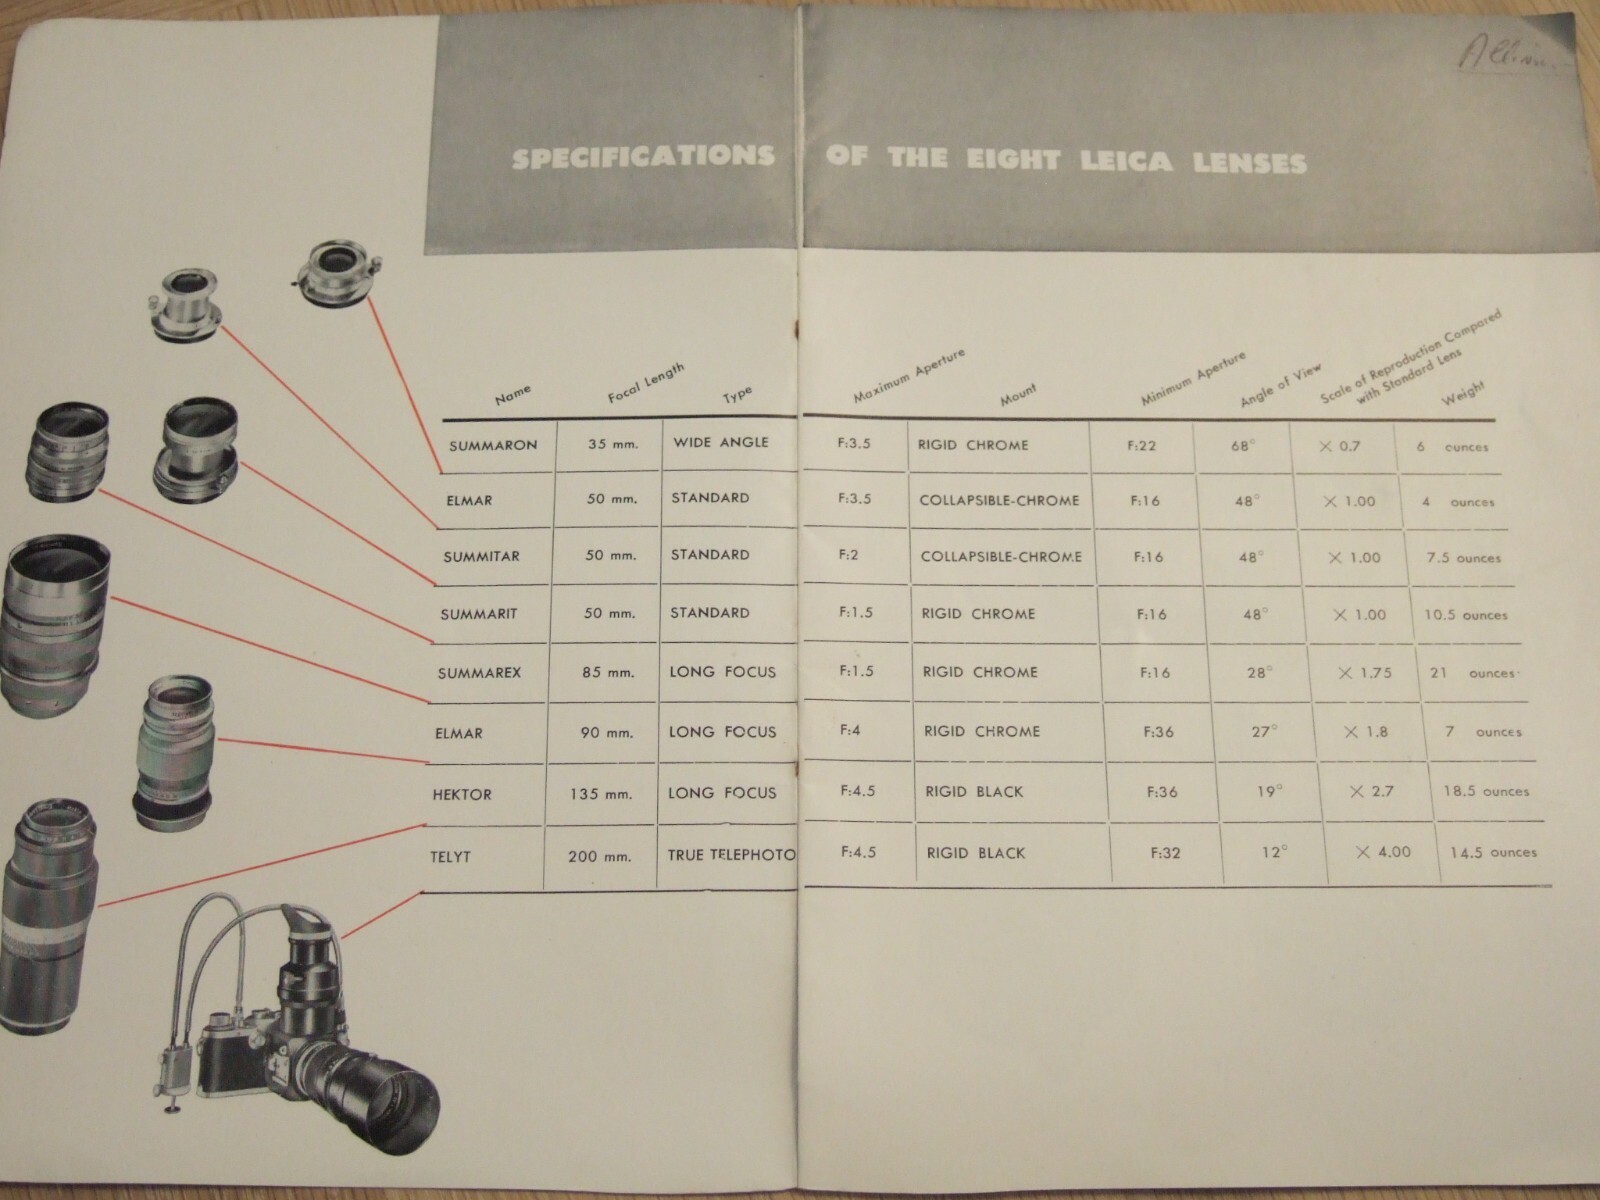 SPECIFICATIONS OF THE EIGHT LEICA LENSES
Name Focal Length Type Maximum Aperture Mount Minimum Aperture Angle of View Scale of Reproduction Compared with Standard Lens Weight
SUMMARON 35 mm. WIDE ANGLE F:3.5 RIGID CHROME F:22 68° × 0.7 6 ounces
ELMAR 50 mm. STANDARD F:3.5 COLLAPSIBLE-CHROME F:16 48° × 1.00 4 ounces
SUMMITAR 50 mm. STANDARD F:2 COLLAPSIBLE-CHROME F:16 48° × 1.00 7.5 ounces
SUMMARIT 50 mm. STANDARD F:1.5 RIGID CHROME F:16 48° × 1.00 10.5 ounces
SUMMAREX 85 mm. LONG FOCUS F:1.5 RIGID CHROME F:16 28° × 1.75 21 ounces
ELMAR 90 mm. LONG FOCUS F:4 RIGID CHROME F:36 27° × 1.8 7 ounces
HEKTOR 135 mm. LONG FOCUS F:4.5 RIGID BLACK F:36 19° × 2.7 18.5 ounces
TELYT 200 mm. TRUE TELEPHOTO F:4.5 RIGID BLACK F:32 12° × 4.00 14.5 ounces